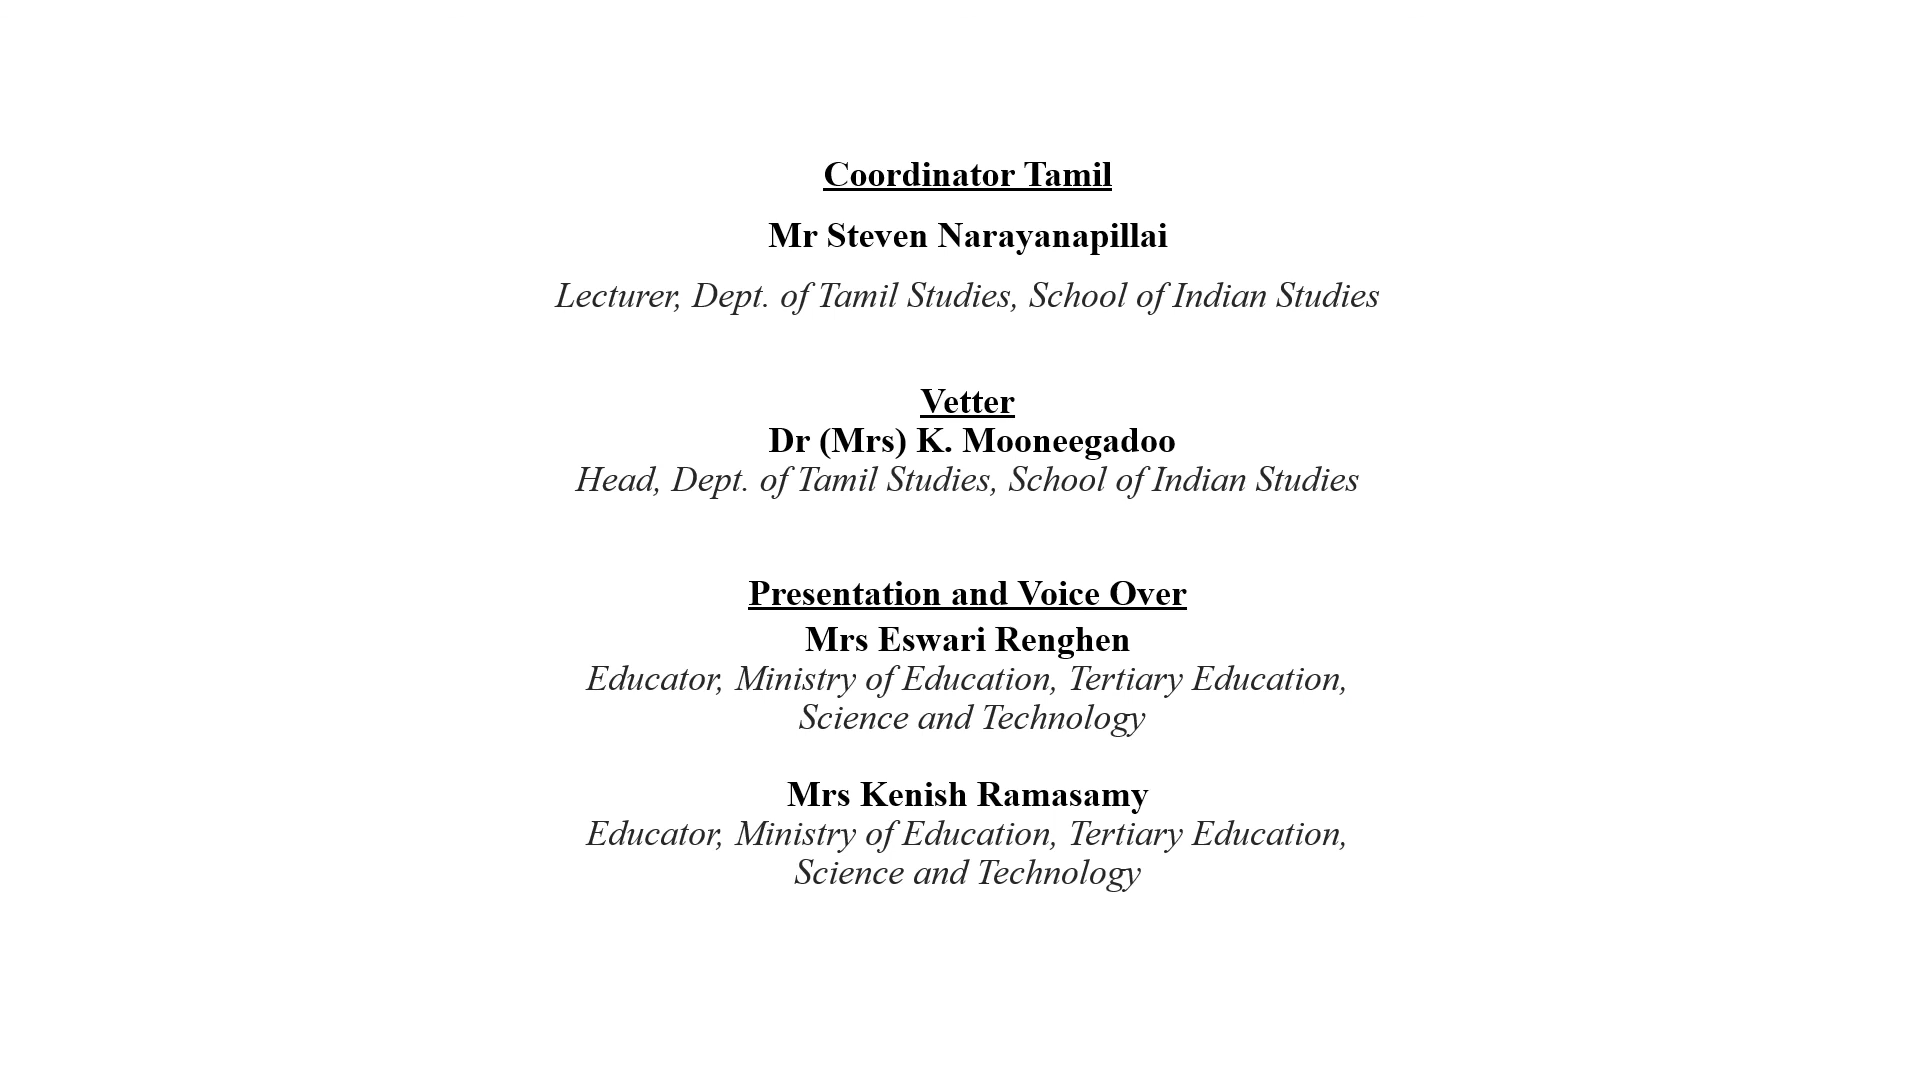 Coordinator Tamil
Mr Steven Narayanapillai
Lecturer, Dept. of Tamil Studies, School of Indian Studies
Vetter
Dr (Mrs) K. Mooneegadoo
Head, Dept. of Tamil Studies, School of Indian Studies
Presentation and Voice Over
Mrs Eswari Renghen
Educator, Ministry of Education, Tertiary Education,
Science and Technology
Mrs Kenish Ramasamy
Educator, Ministry of Education, Tertiary Education,
Science and Technology